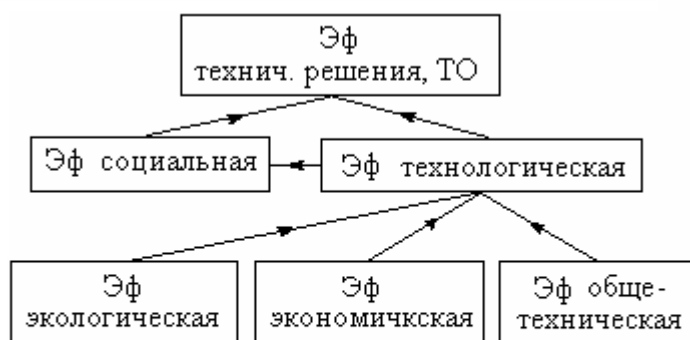 Эф
технич. решения, ТО
Эф социальная
Эф технологическая
Эф
экологическая
Эф
экономичкская
Эф обще-
техническая